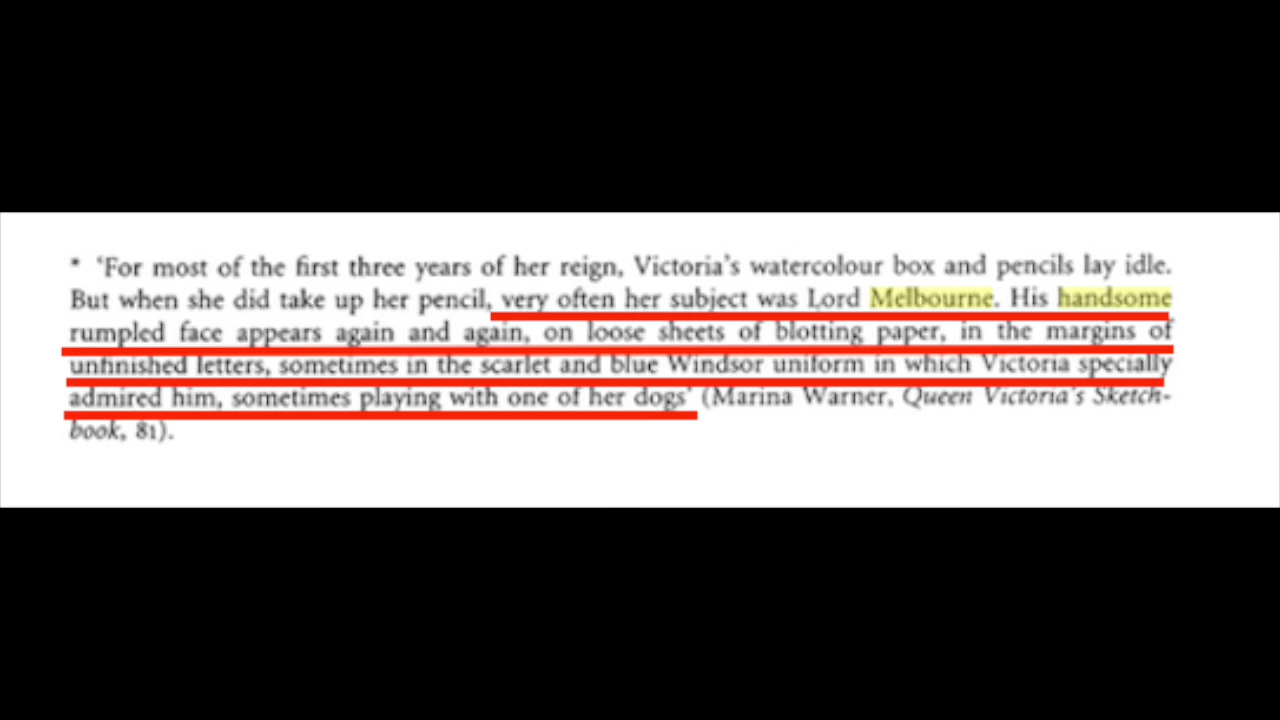 * 'For most of the first three years of her reign, Victoria's watercolour box and pencils lay idle.
But when she did take up her pencil, very often her subject was Lord Melbourne. His handsome
rumpled face appears again and again, on loose sheets of blotting paper, in the margins of
unfinished letters, sometimes in the scarlet and blue Windsor uniform in which Victoria specially
admired him, sometimes playing with one of her dogs' (Marina Warner, Queen Victoria's Sketch-
book, 81).